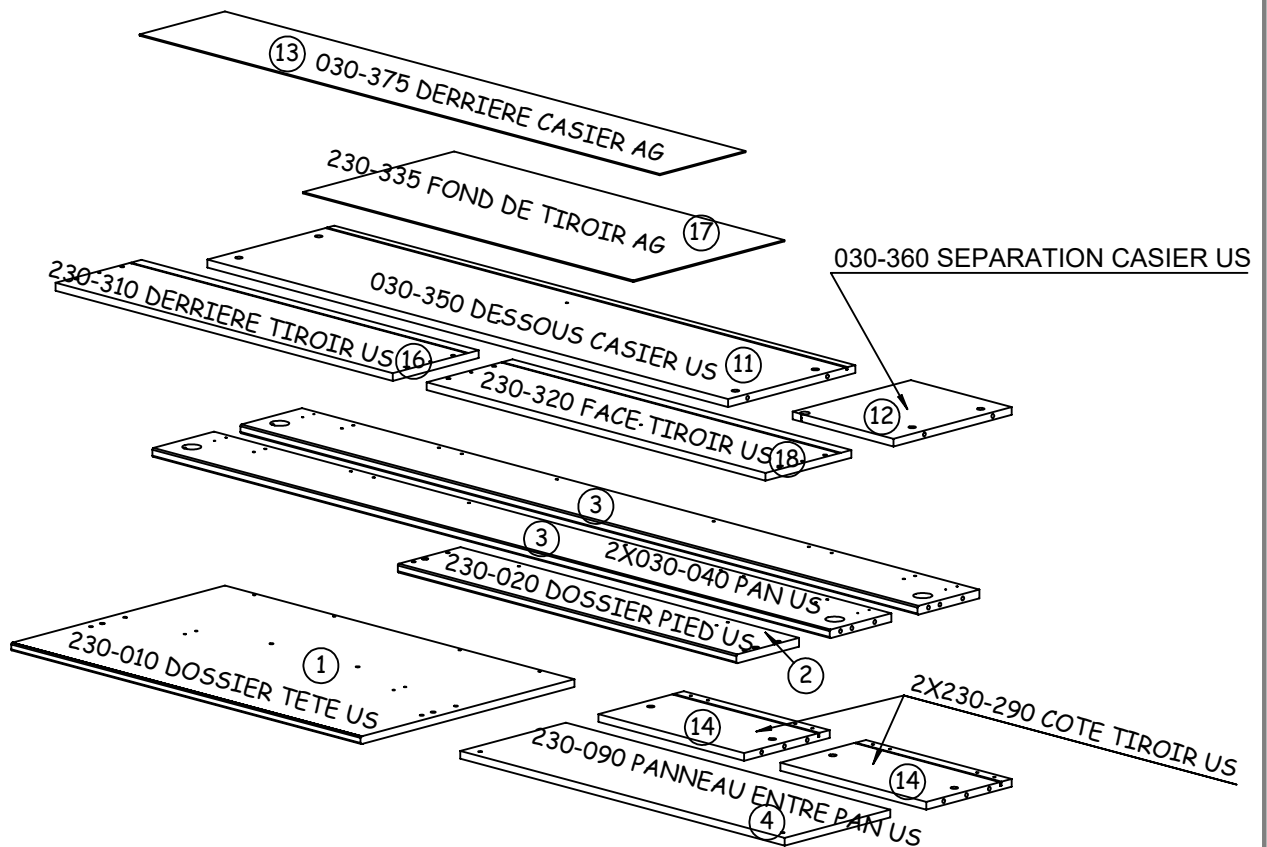 13 030-375 DERRIERE CASIER AG
230-335 FOND DE TIROIR AG 17
030-360 SEPARATION CASIER US
230-310 DERRIERE TIROIR US 16
030-350 DESSOUS CASIER US 11
12
230-320 FACE TIROIR US 18
3
3
2X030-040 PAN US
230-020 DOSSIER PIED US
2
1
230-010 DOSSIER TETE US
2X230-290 COTE TIROIR US
14
14
230-090 PANNEAU ENTRE PAN US
4